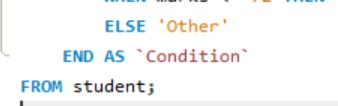 ELSE 'Other'
END AS `Condition`
FROM student;